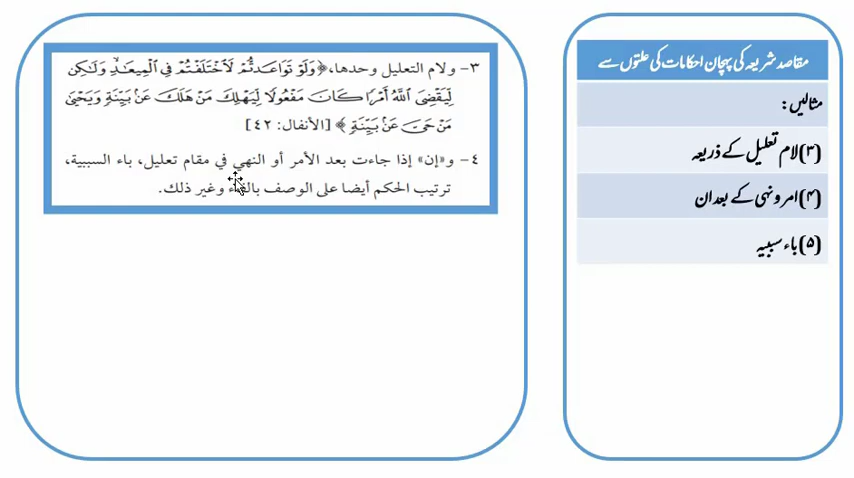 ٣- ولام التعليل وحدها، ﴿وَلَوْ تَوَاعَدتُّمْ لَاخْتَلَفْتُمْ فِي الْمِيعَادِ وَلَٰكِن
لِّيَقْضِيَ اللَّهُ أَمْرًا كَانَ مَفْعُولًا لِّيَهْلِكَ مَنْ هَلَكَ عَن بَيِّنَةٍ وَيَحْيَىٰ
مَنْ حَيَّ عَن بَيِّنَةٍ﴾ [الأنفال: ٤٢]
٤- و«إن» إذا جاءت بعد الأمر أو النهي في مقام تعليل، باء السببية،
ترتيب الحكم أيضا على الوصف بالفاء وغير ذلك.
مقاصد شریعہ کی پہچان احکامات کی علتوں سے
مثالیں:
(۳) لام تعلیل کے ذریعہ
(۴) امر و نہی کے بعد ان
(۵) باء سببیہ